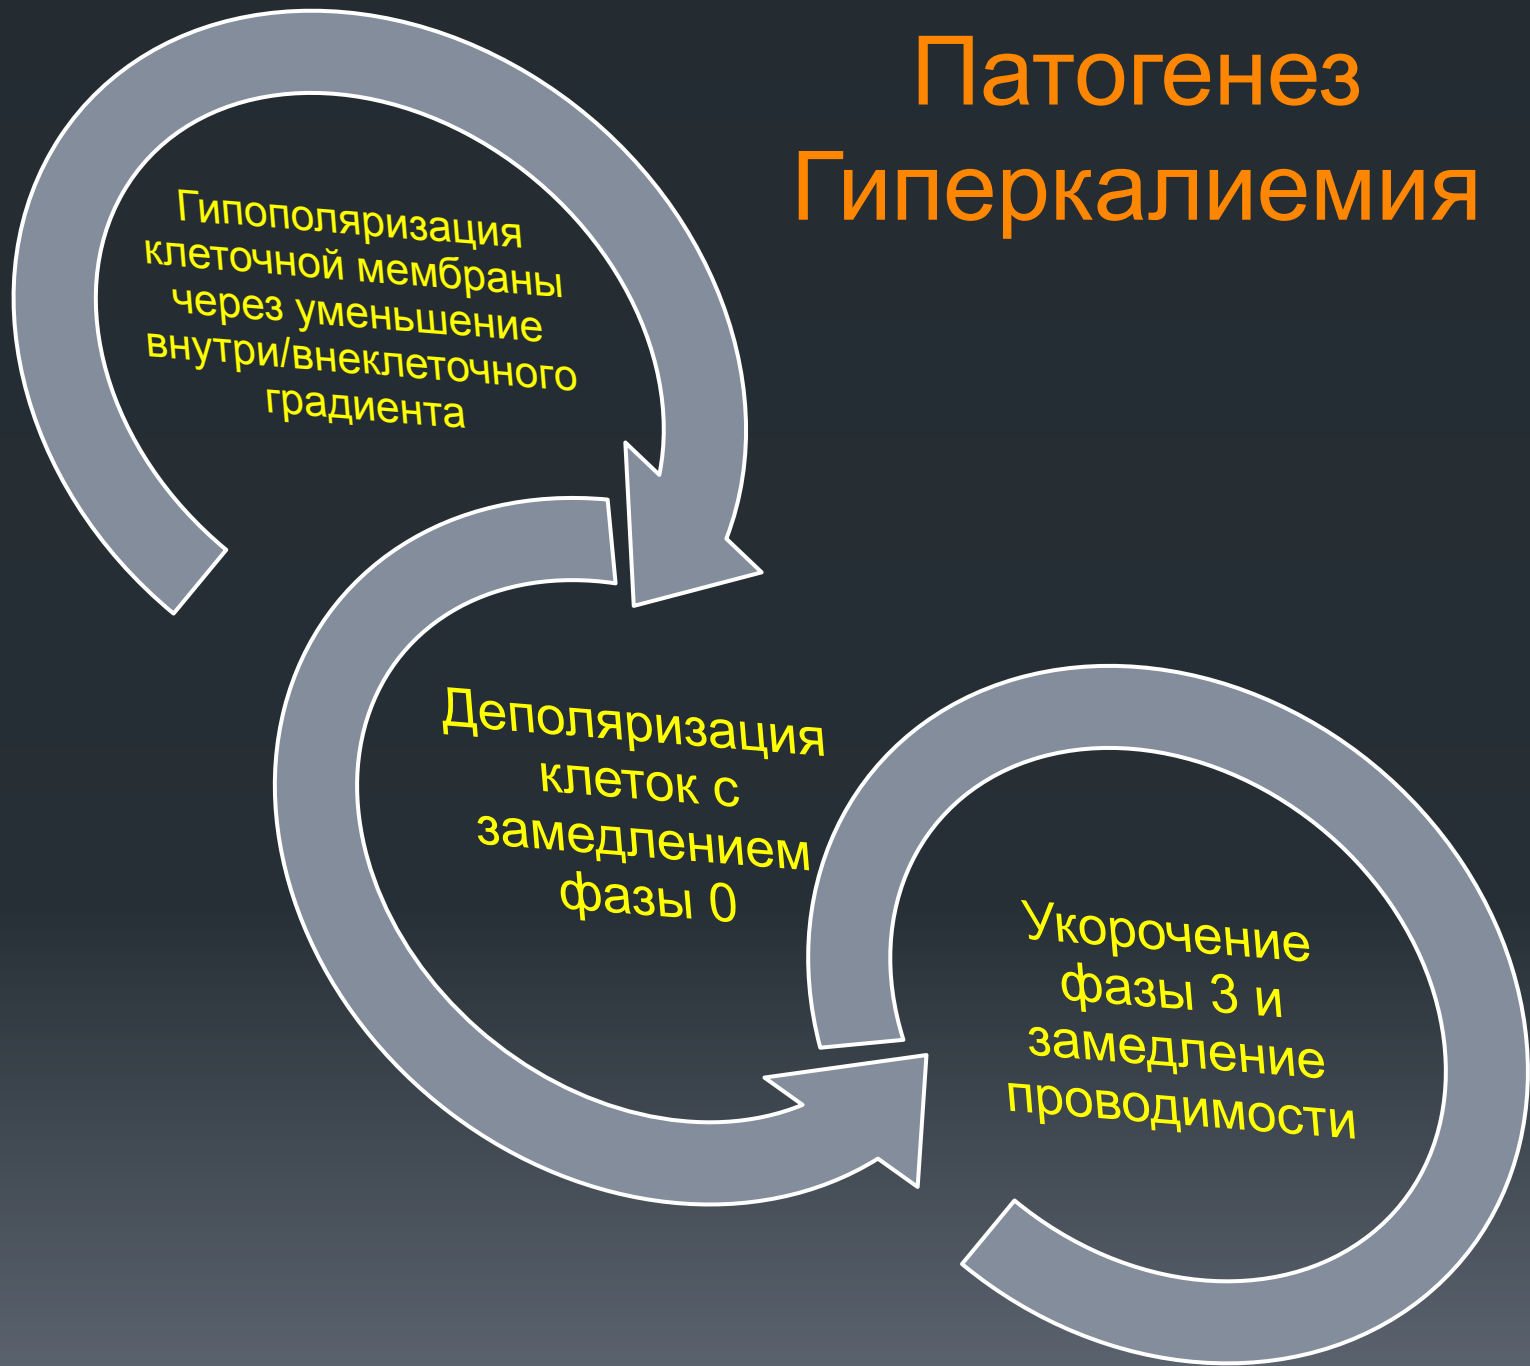 Патогенез
Гиперкалиемия
Гипополяризация
клеточной мембраны
через уменьшение
внутри/внеклеточного
градиента
Деполяризация
клеток с
замедлением
фазы 0
Укорочение
фазы 3 и
замедление
проводимости